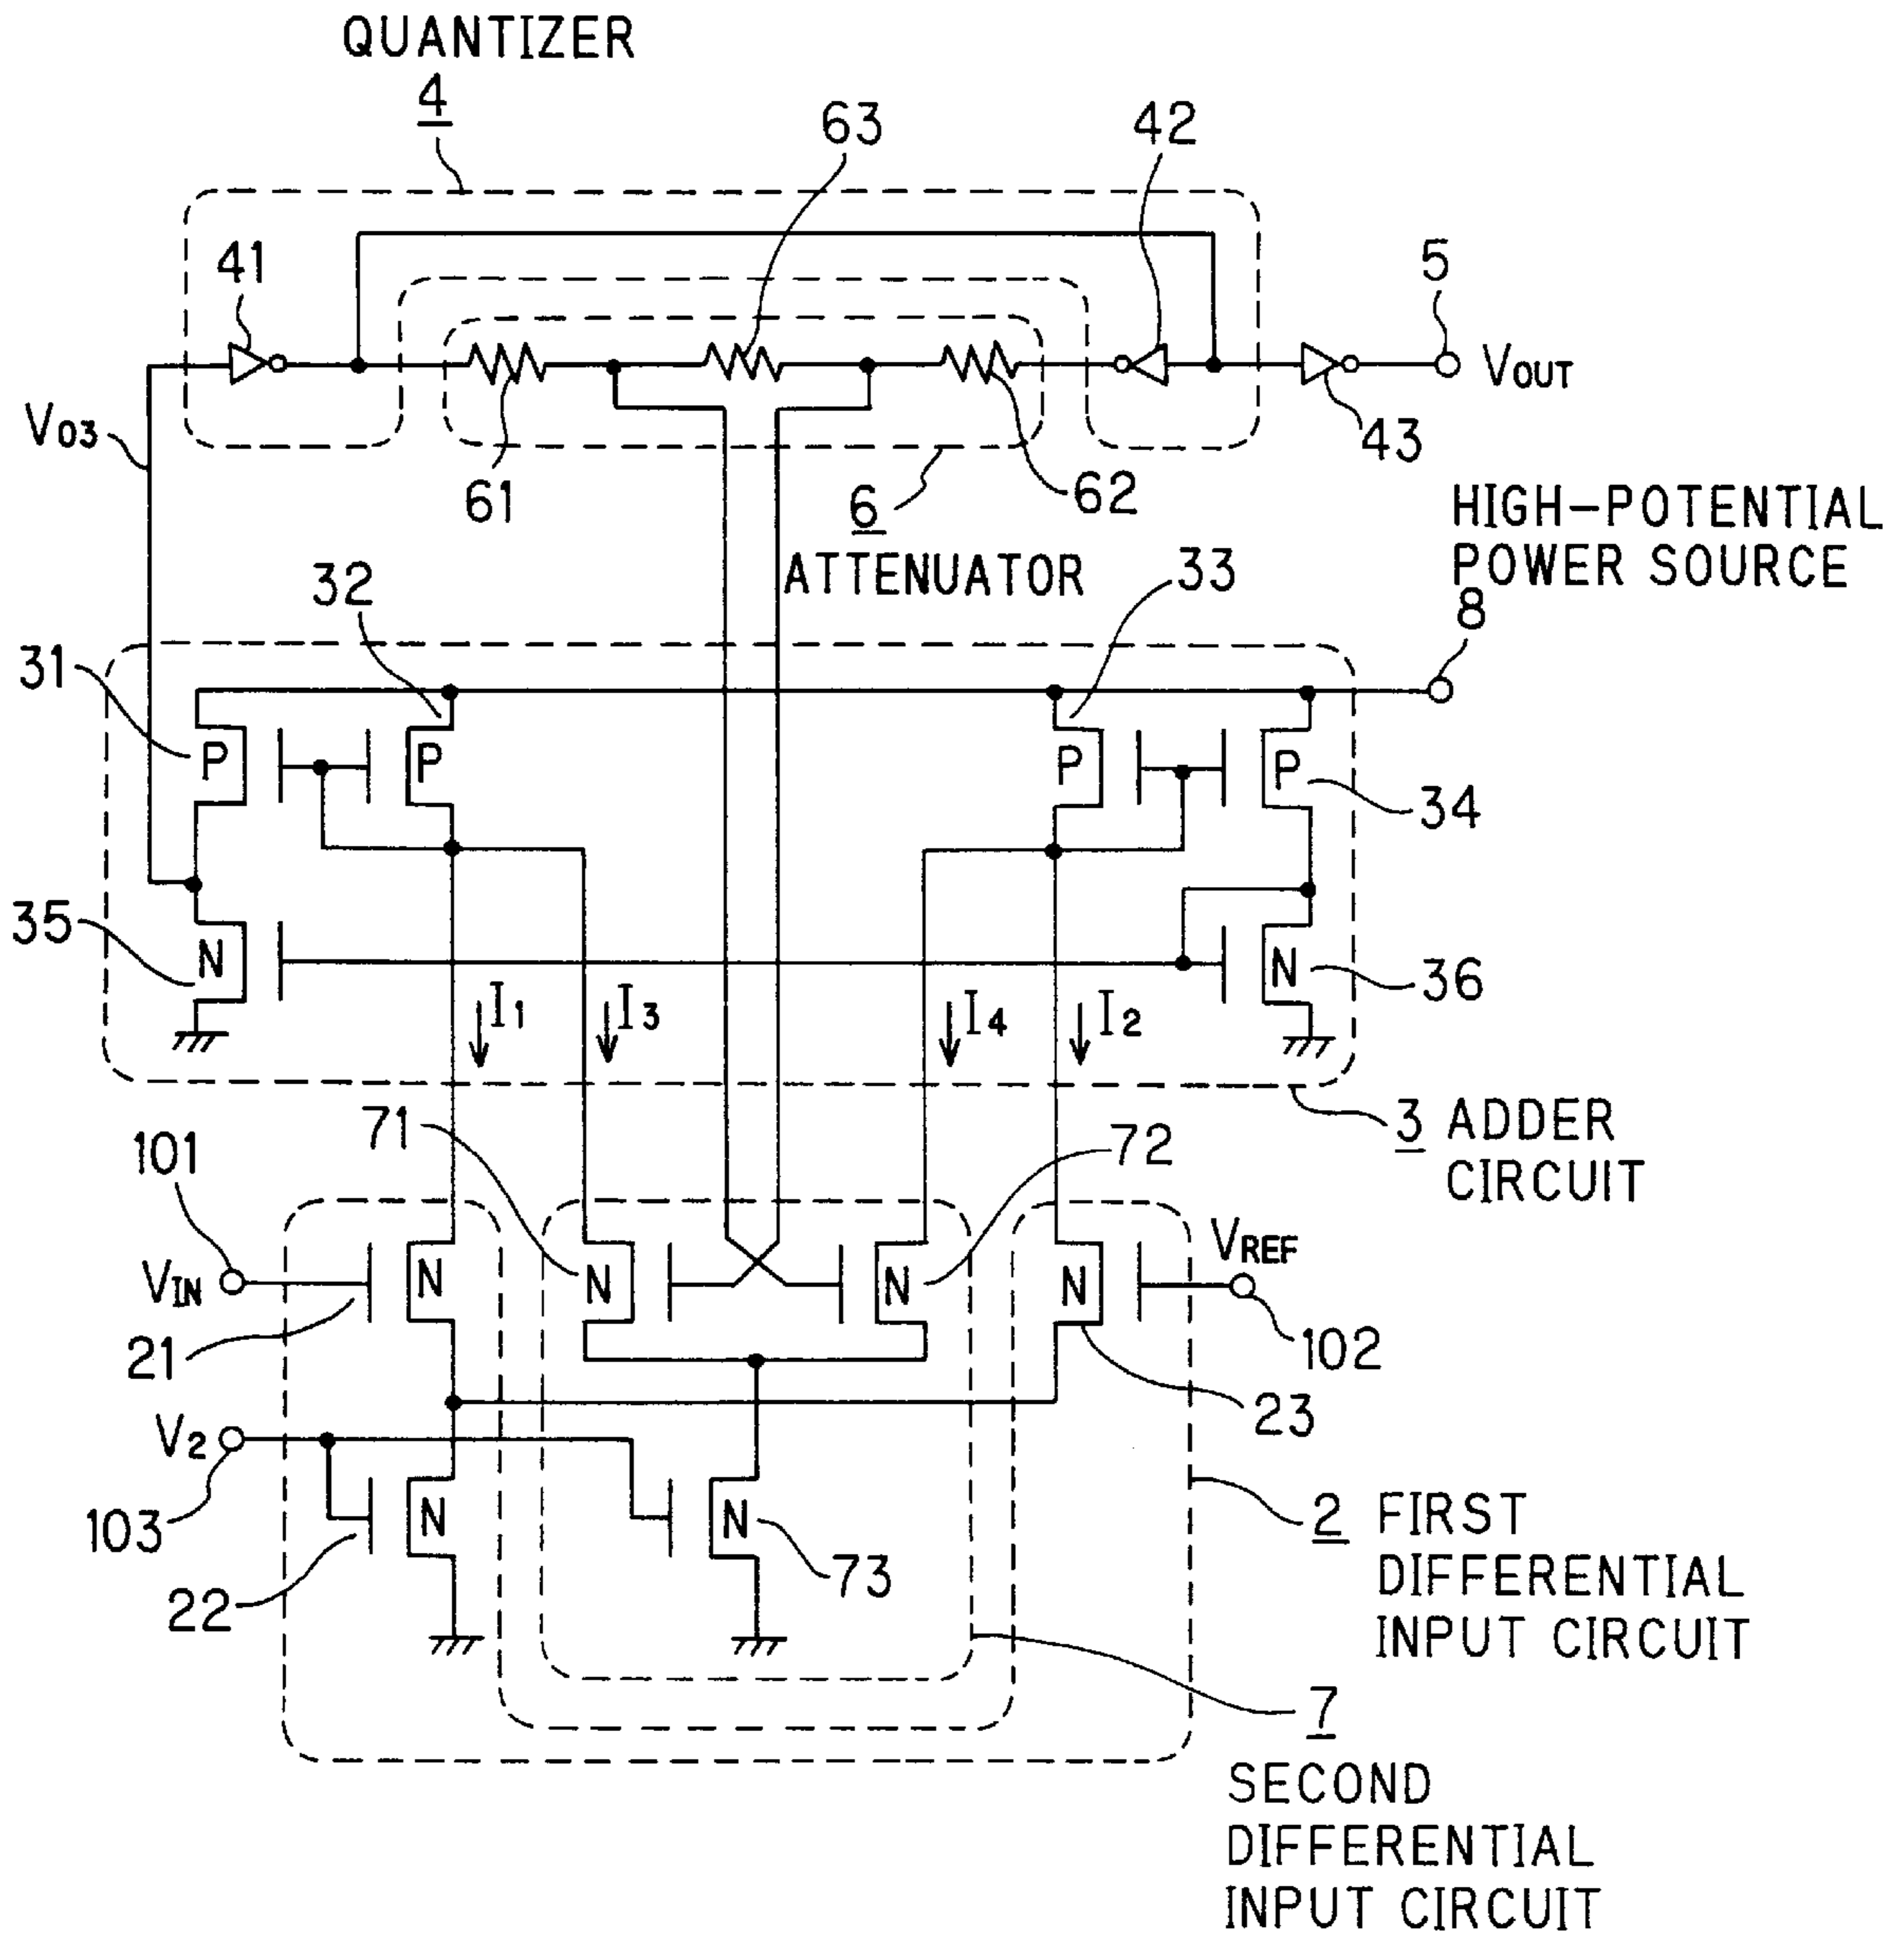 QUANTIZER
4
63
42
41
5
VOUT
43
VO3
61
62
6
ATTENUATOR
HIGH-POTENTIAL
POWER SOURCE
8
32
33
31
P
P
P
P
34
35
N
N
36
I1
I3
I4
I2
3 ADDER
CIRCUIT
71
72
101
VIN
N
N
N
N
VREF
21
102
23
V2
103
N
N
22
73
2 FIRST
DIFFERENTIAL
INPUT CIRCUIT
7
SECOND
DIFFERENTIAL
INPUT CIRCUIT